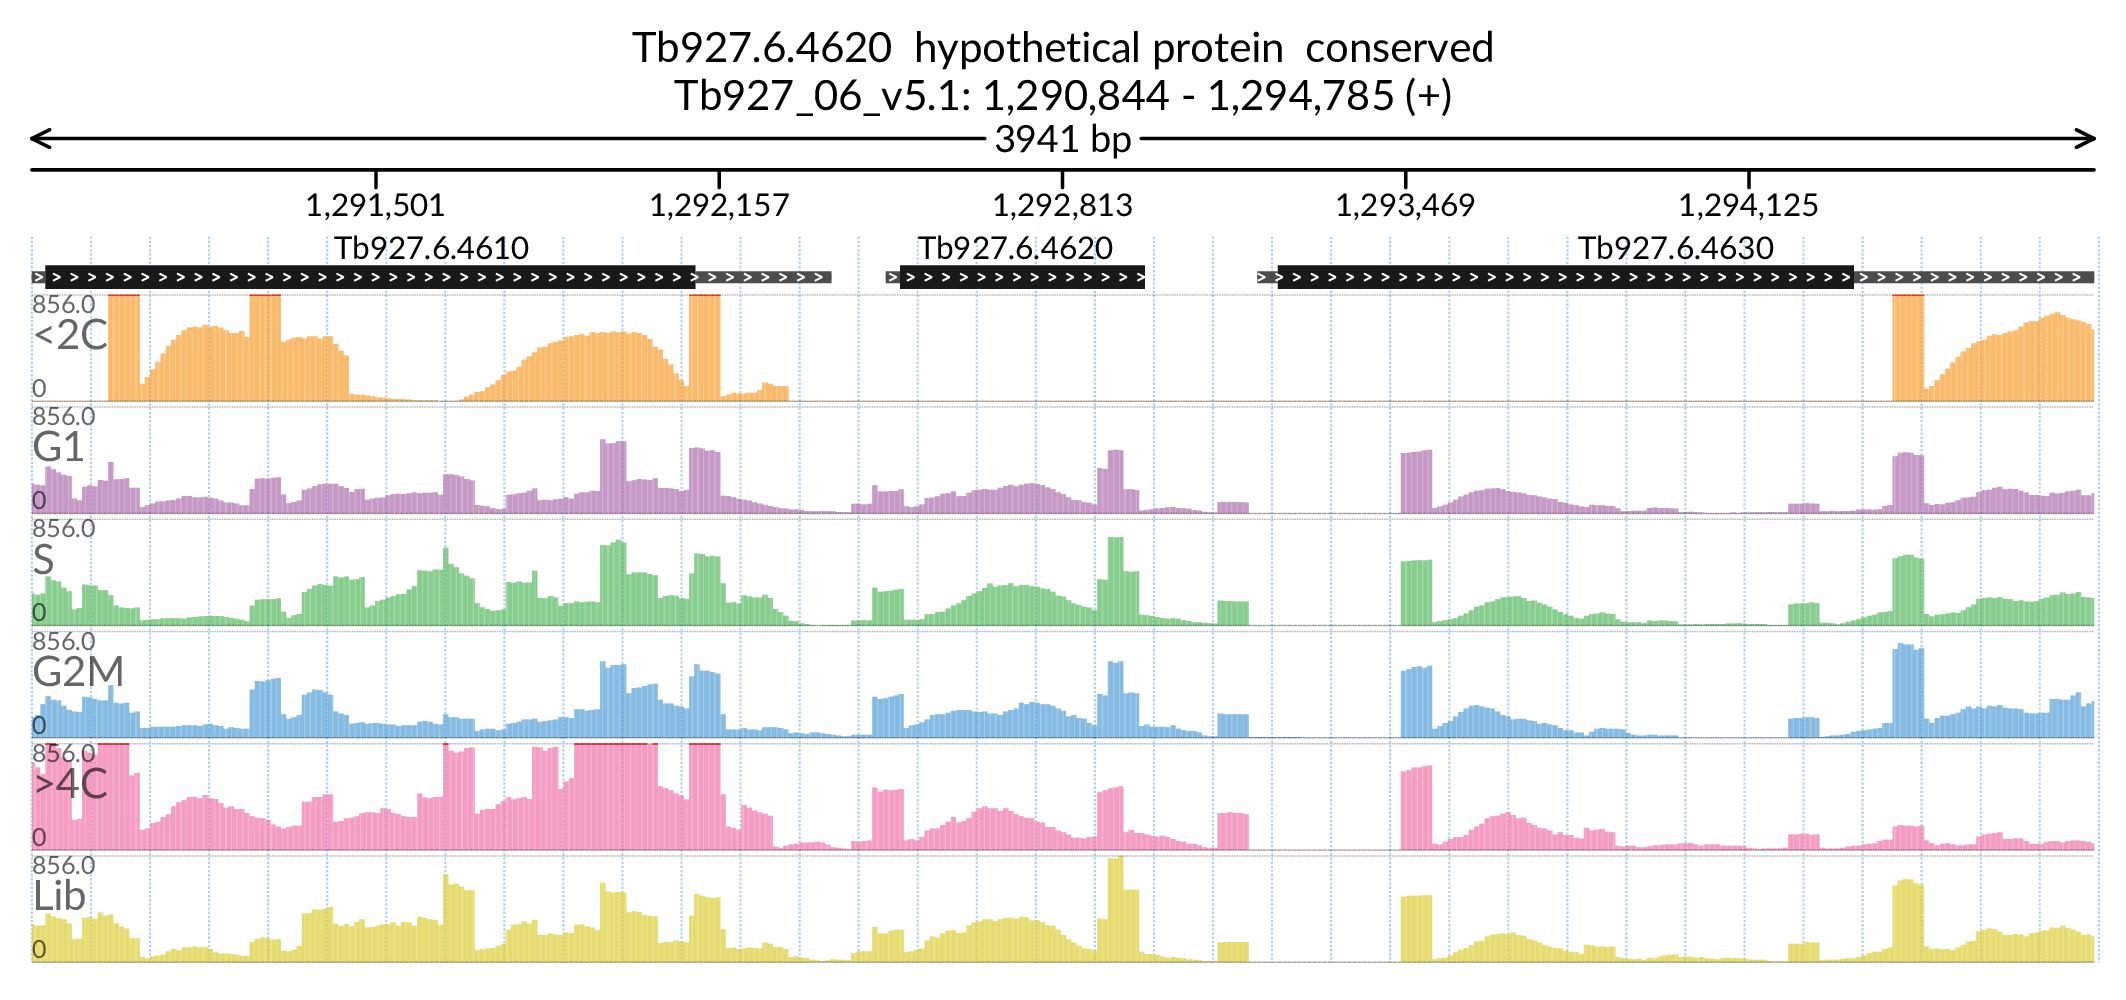 Tb927.6.4620 hypothetical protein conserved
Tb927_06_v5.1: 1,290,844 - 1,294,785 (+)
3941 bp
1,291,501 1,292,157 1,292,813 1,293,469 1,294,125
Tb927.6.4610 Tb927.6.4620 Tb927.6.4630
856.0
<2C
0
856.0
G1
0
856.0
S
0
856.0
G2M
0
856.0
>4C
0
856.0
Lib
0